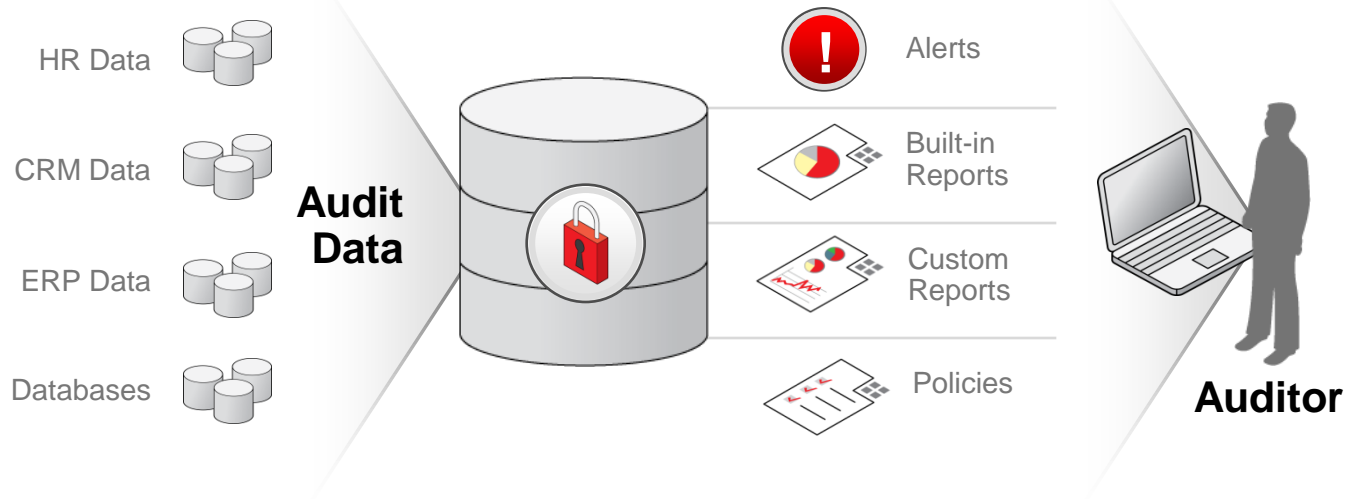 HR Data
CRM Data
ERP Data
Databases
Audit
Data
!
Alerts
Built-in
Reports
Custom
Reports
Policies
Auditor